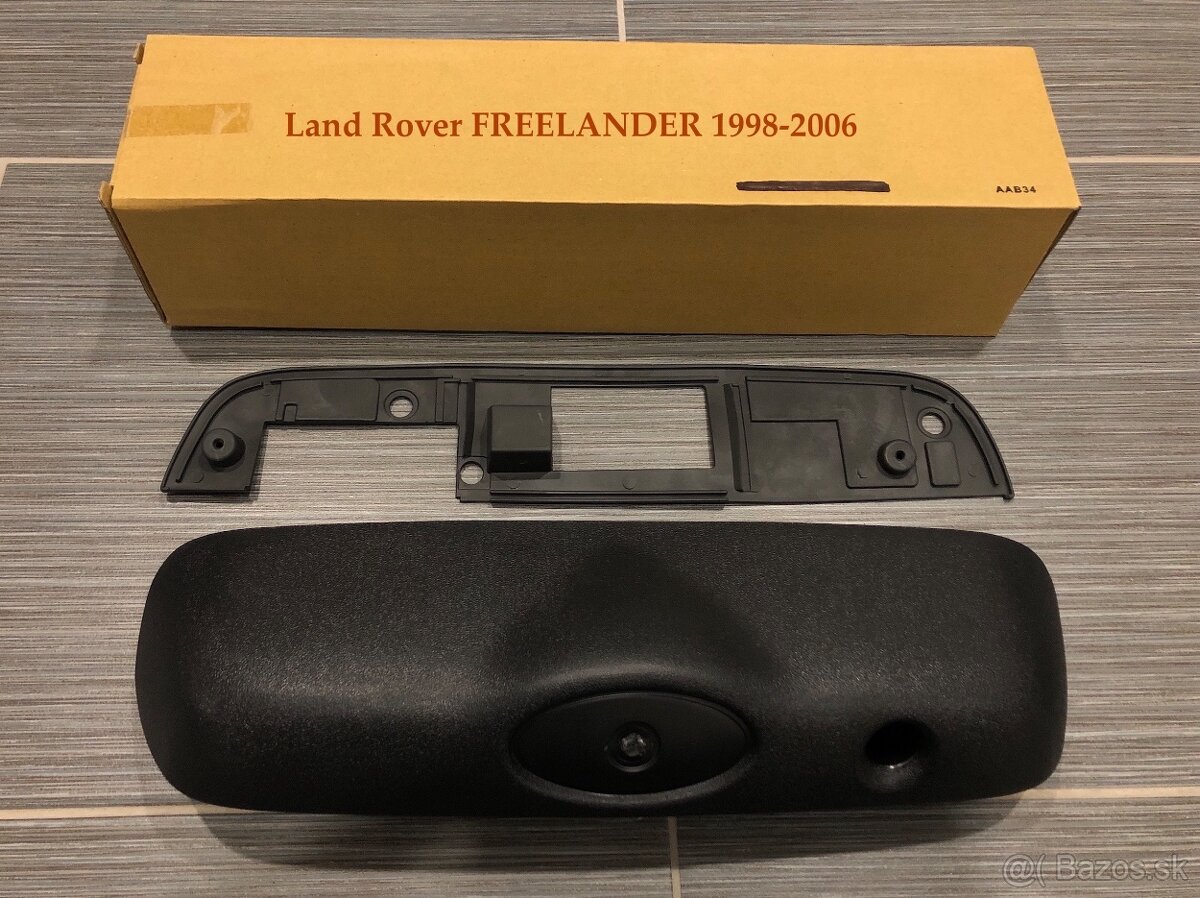 Land Rover FREELANDER 1998-2006
AAB34
@( Bazos.sk